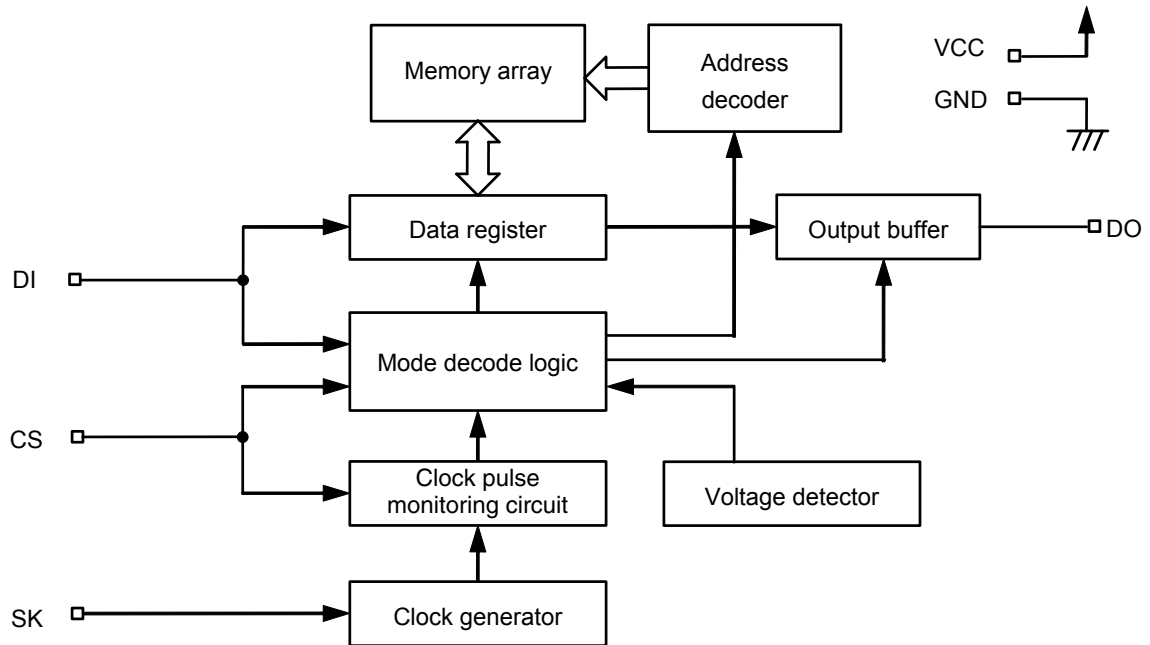 Memory array
Address
decoder
VCC
GND
Data register
Output buffer
DO
DI
Mode decode logic
CS
Clock pulse
monitoring circuit
Voltage detector
SK
Clock generator